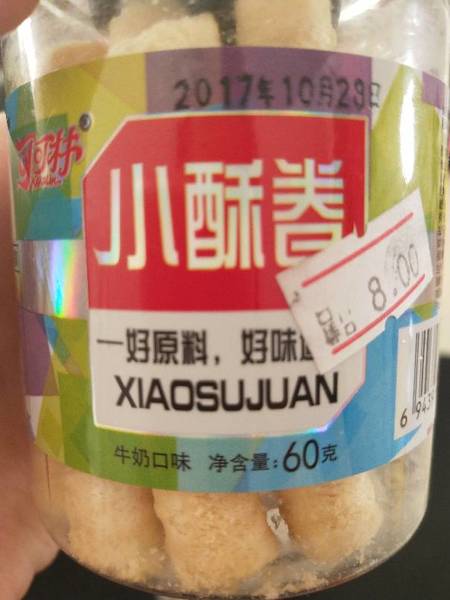 2017年10月23日
小酥卷
8.00
一好原料，好味道
XIAOSUJUAN
牛奶口味 净含量:60克